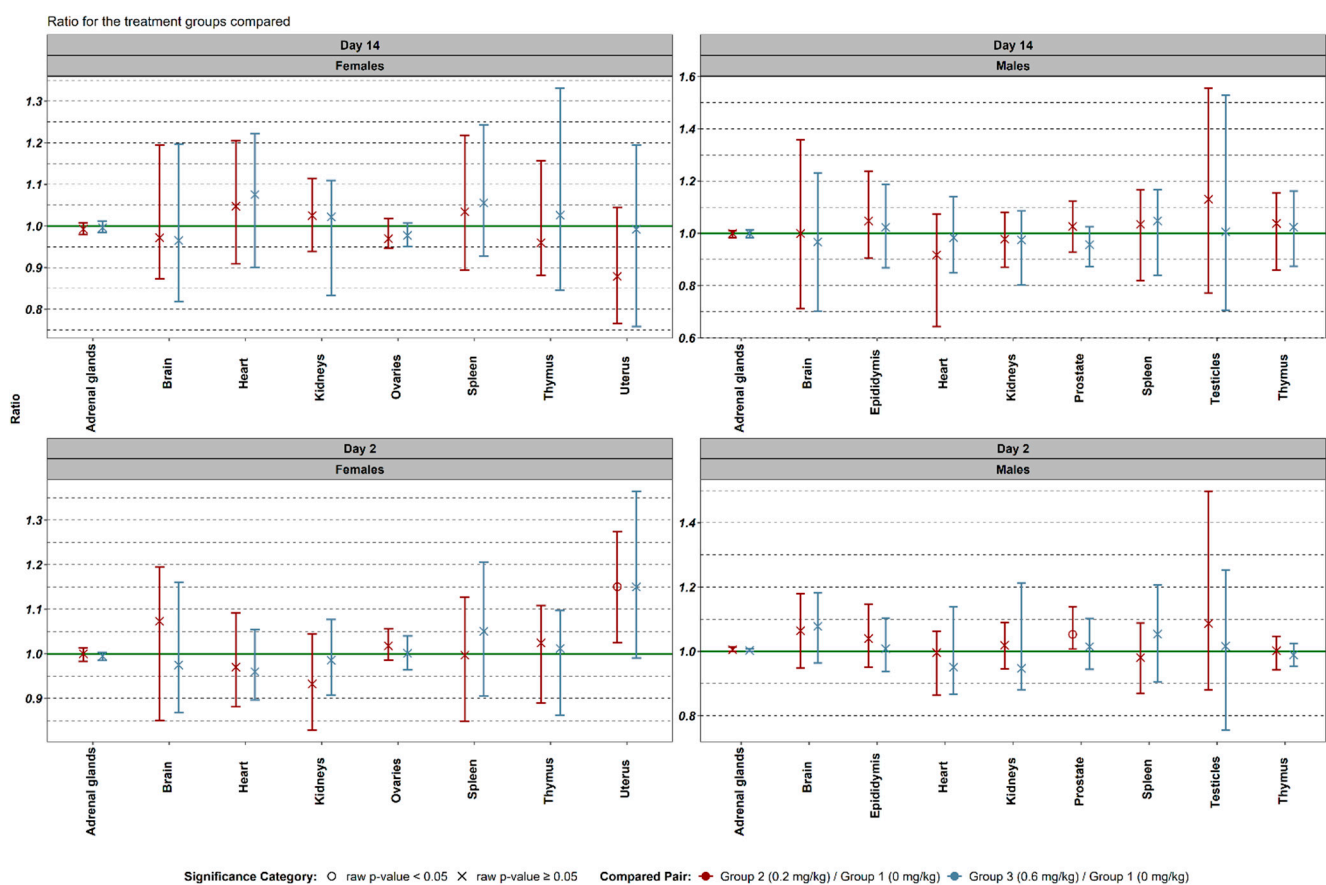 Ratio for the treatment groups compared
Day 14
Females
Day 14
Males
1.3
1.2
1.1
1.0
0.9
0.8
1.6
1.4
1.2
1.0
0.8
0.6
Adrenal glands
Brain
Heart
Kidneys
Ovaries
Spleen
Thymus
Uterus
Adrenal glands
Brain
Epididymis
Heart
Kidneys
Prostate
Spleen
Testicles
Thymus
Ratio
Day 2
Females
Day 2
Males
1.3
1.2
1.1
1.0
0.9
1.4
1.2
1.0
0.8
Adrenal glands
Brain
Heart
Kidneys
Ovaries
Spleen
Thymus
Uterus
Adrenal glands
Brain
Epididymis
Heart
Kidneys
Prostate
Spleen
Testicles
Thymus
Significance Category: raw p-value < 0.05 raw p-value ≥ 0.05 Compared Pair: Group 2 (0.2 mg/kg) / Group 1 (0 mg/kg) Group 3 (0.6 mg/kg) / Group 1 (0 mg/kg)